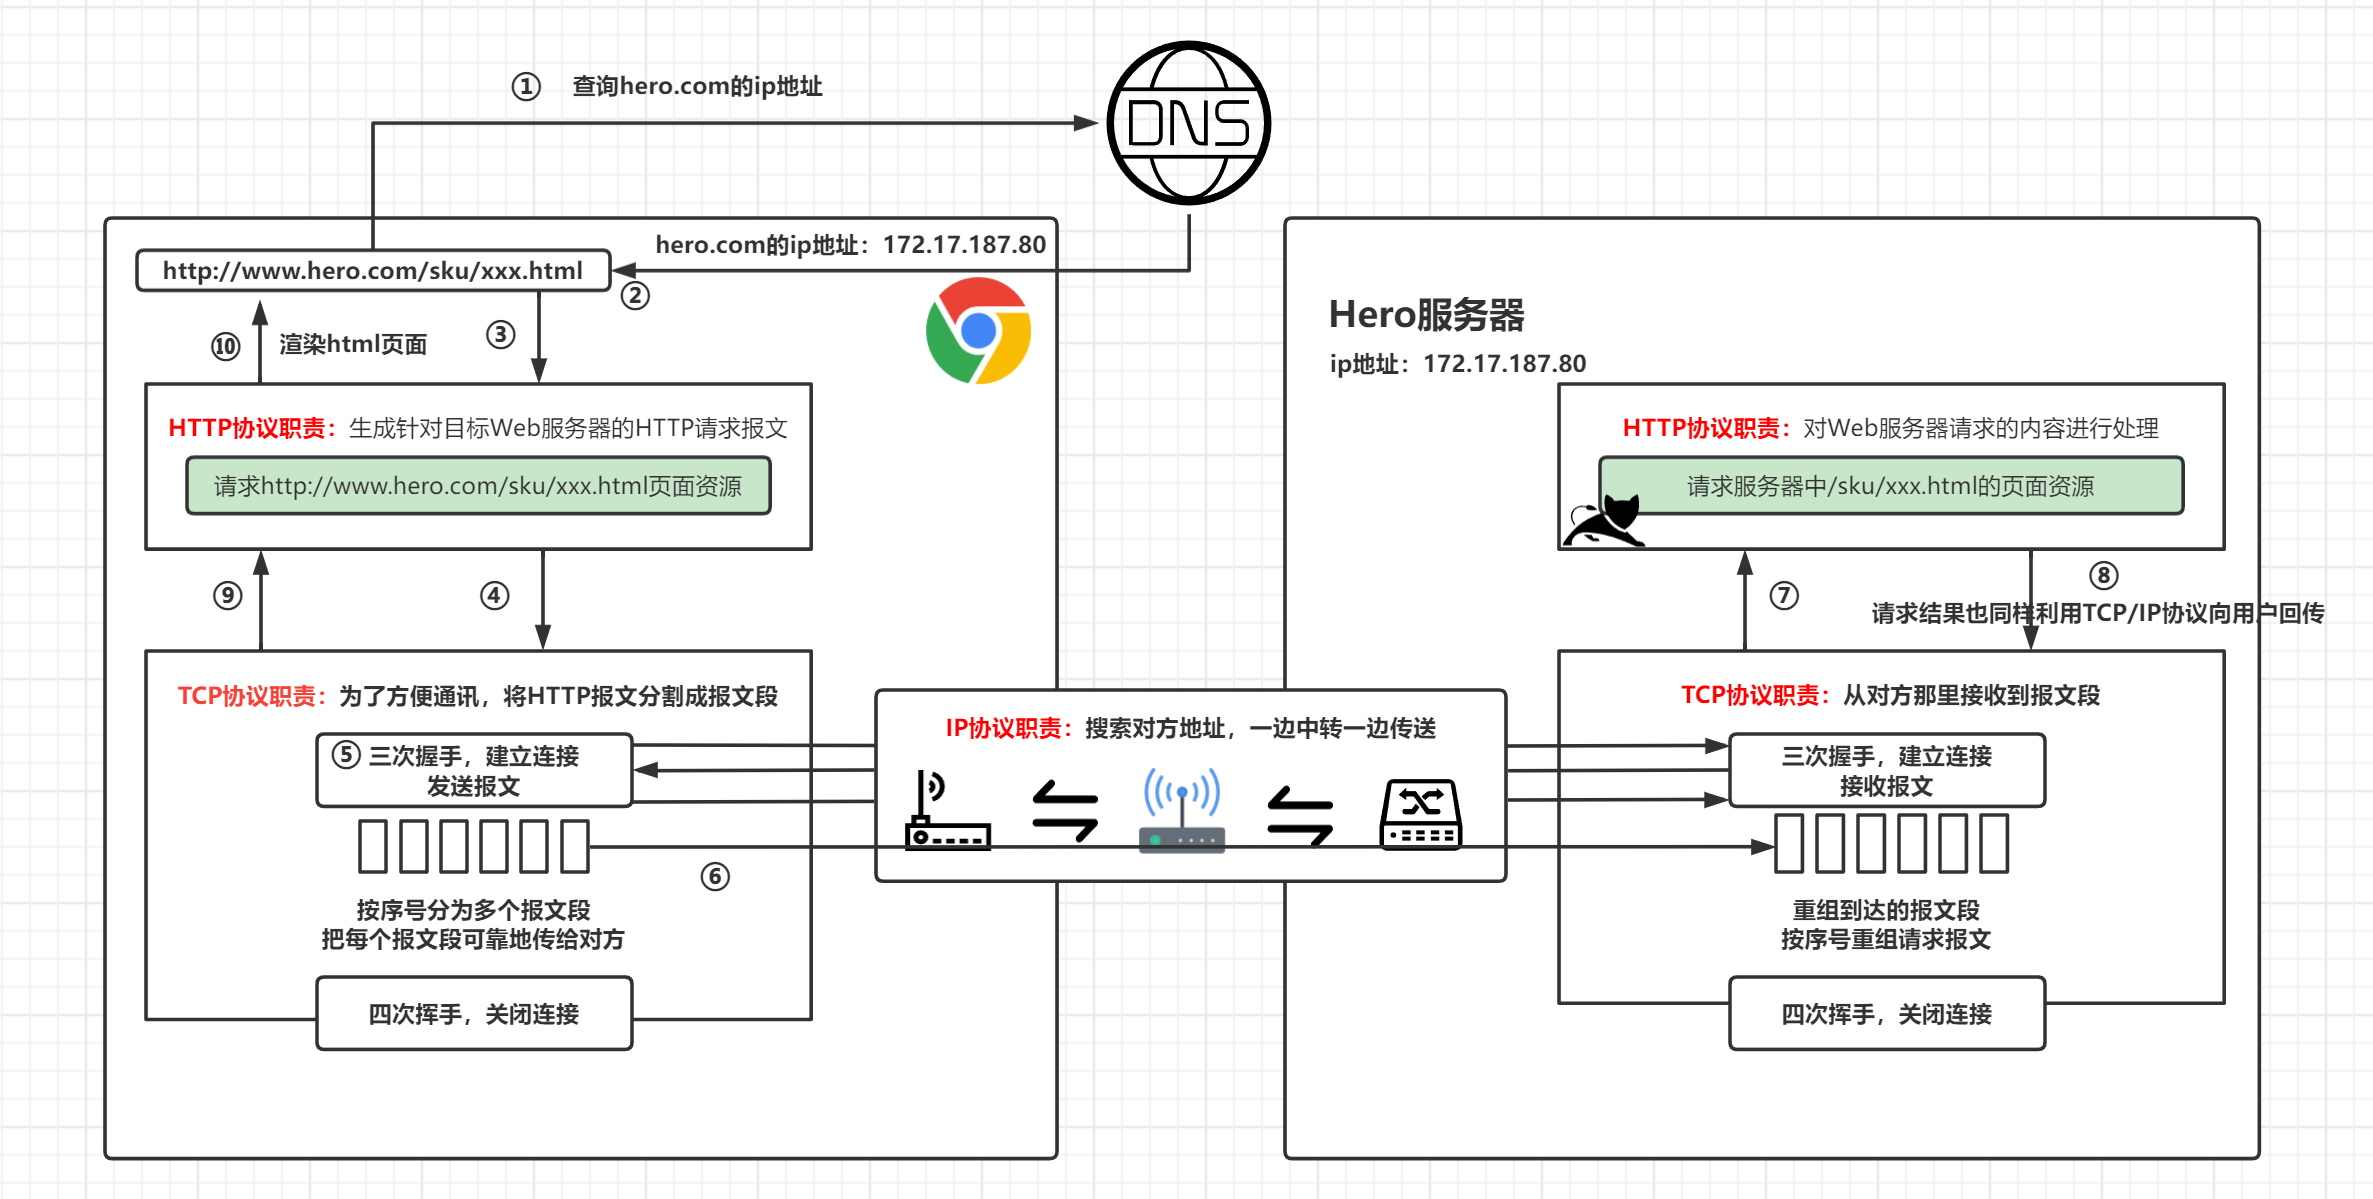 ① 查询hero.com的ip地址
DNS
hero.com的ip地址：172.17.187.80
http://www.hero.com/sku/xxx.html
②
③
⑩ 渲染html页面
HTTP协议职责：生成针对目标Web服务器的HTTP请求报文
请求http://www.hero.com/sku/xxx.html页面资源
⑨
④
TCP协议职责：为了方便通讯，将HTTP报文分割成报文段
⑤ 三次握手，建立连接
发送报文
⑥
按序号分为多个报文段
把每个报文段可靠地传给对方
四次挥手，关闭连接
IP协议职责：搜索对方地址，一边中转一边传送
Hero服务器
ip地址：172.17.187.80
HTTP协议职责：对Web服务器请求的内容进行处理
请求服务器中/sku/xxx.html的页面资源
⑦
⑧
请求结果也同样利用TCP/IP协议向用户回传
TCP协议职责：从对方那里接收到报文段
三次握手，建立连接
接收报文
重组到达的报文段
按序号重组请求报文
四次挥手，关闭连接